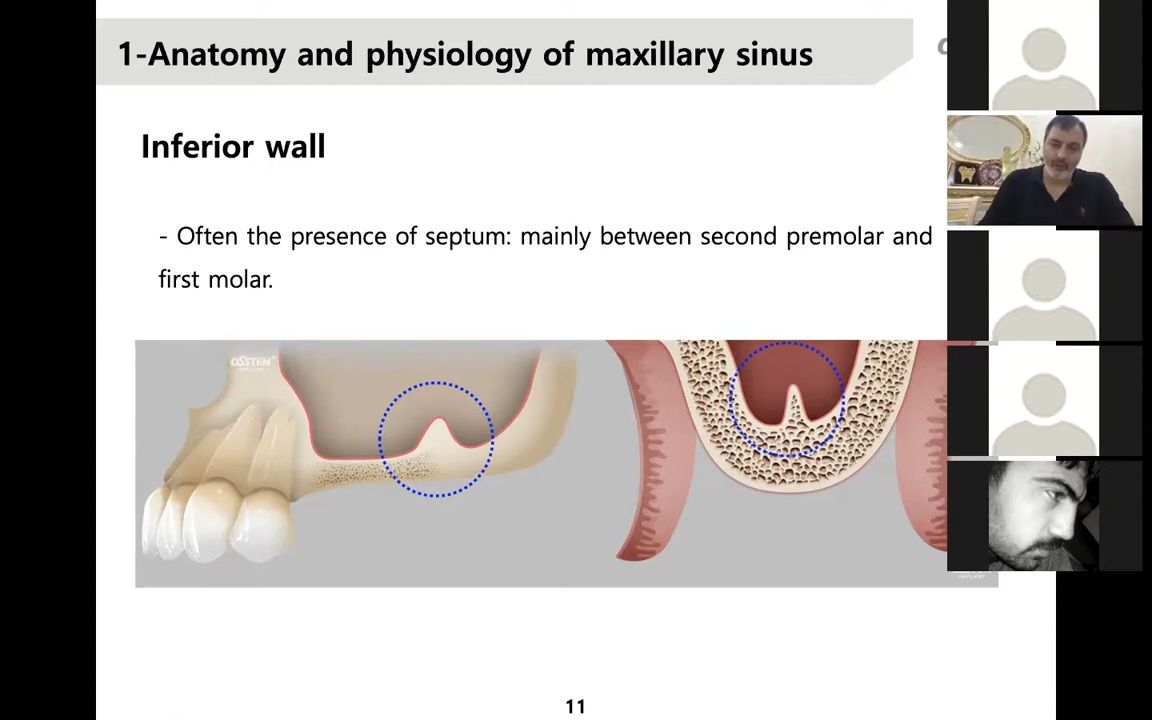 1-Anatomy and physiology of maxillary sinus
Inferior wall
- Often the presence of septum: mainly between second premolar and
first molar.
OSSTEM
IMPLANT
11